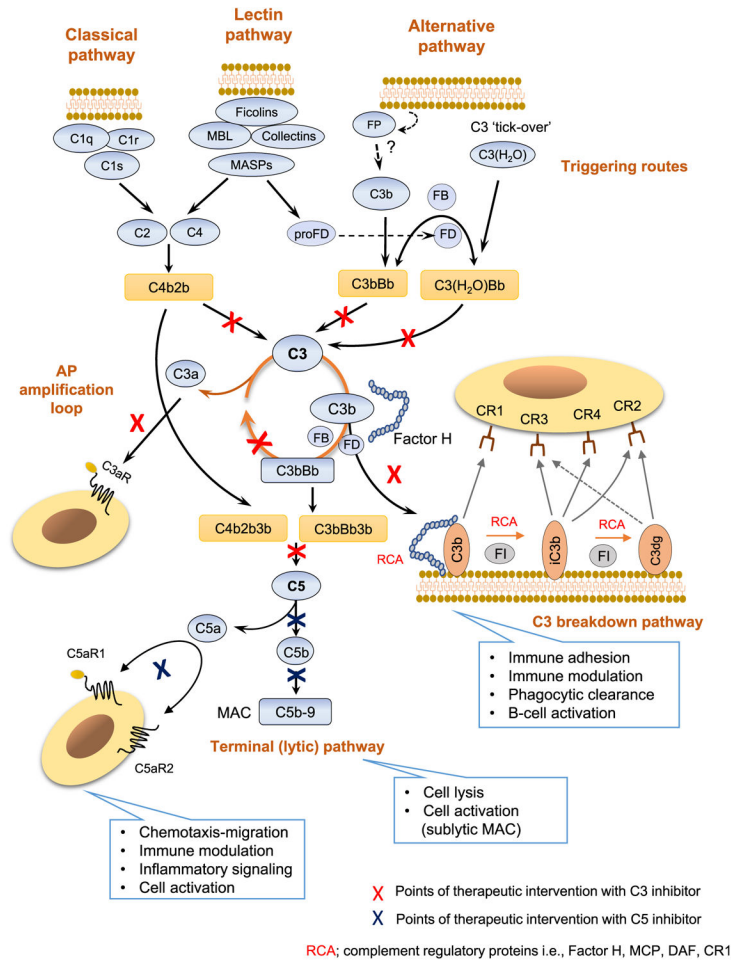 Classical
pathway
Lectin
pathway
Alternative
pathway
Ficolins
MBL
Collectins
MASPs
C1q
C1r
C1s
FP
?
C3 'tick-over'
C3(H₂O)
Triggering routes
C3b
FB
C2
C4
proFD
FD
C4b2b
C3bBb
C3(H₂O)Bb
C3
AP
amplification
loop
C3a
C3b
FB
FD
Factor H
C3bBb
C3aR
CR1
CR3
CR4
CR2
C4b2b3b
C3bBb3b
RCA
C3b
RCA
FI
iC3b
RCA
FI
C3dg
C3 breakdown pathway
C5
C5a
C5b
C5aR1
C5aR2
MAC
C5b-9
Terminal (lytic) pathway
• Immune adhesion
• Immune modulation
• Phagocytic clearance
• B-cell activation
• Cell lysis
• Cell activation
(sublytic MAC)
• Chemotaxis-migration
• Immune modulation
• Inflammatory signaling
• Cell activation
X Points of therapeutic intervention with C3 inhibitor
X Points of therapeutic intervention with C5 inhibitor
RCA; complement regulatory proteins i.e., Factor H, MCP, DAF, CR1